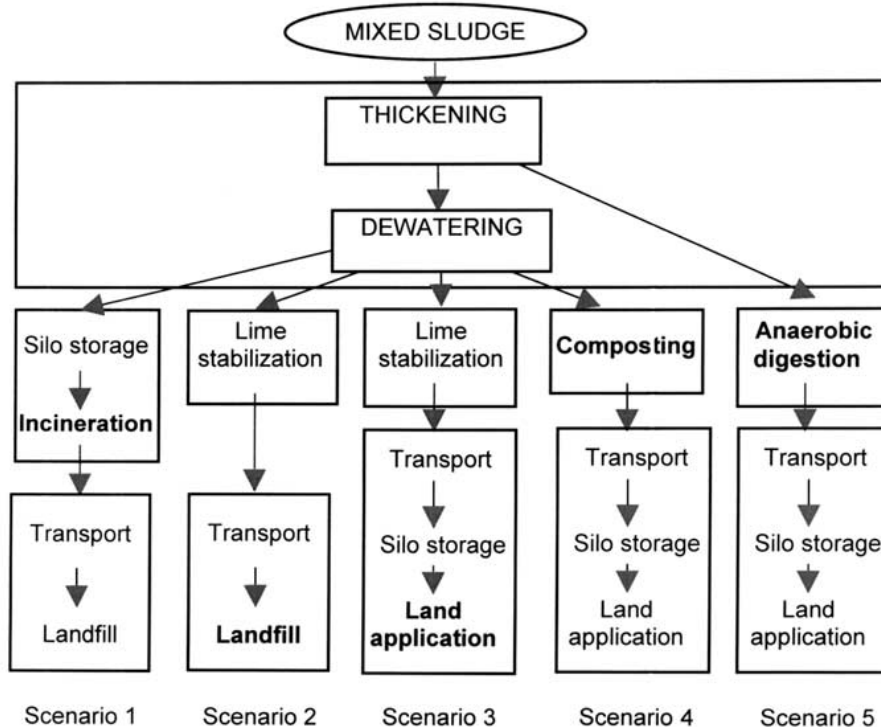 MIXED SLUDGE
THICKENING
DEWATERING
Silo storage
Incineration
Transport
Landfill
Scenario 1
Lime
stabilization
Transport
Landfill
Scenario 2
Lime
stabilization
Transport
Silo storage
Land
application
Scenario 3
Composting
Transport
Silo storage
Land
application
Scenario 4
Anaerobic
digestion
Transport
Silo storage
Land
application
Scenario 5